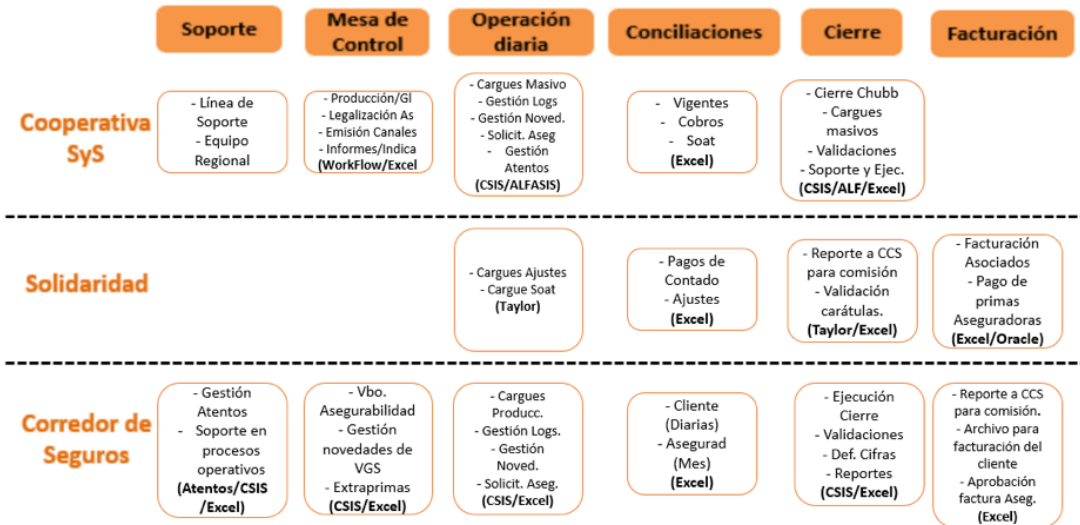 Soporte
Mesa de
Control
Operación
diaria
Conciliaciones
Cierre
Facturación
Cooperativa
SyS
- Línea de
Soporte
- Equipo
Regional
- Producción/Gl
- Legalización As
- Emisión Canales
- Informes/Indica
(WorkFlow/Excel
- Cargues Masivo
- Gestión Logs
- Gestión Noved.
- Solicit. Aseg
- Gestión
Atentos
(CSIS/ALFASIS)
- Vigentes
- Cobros
- Soat
(Excel)
- Cierre Chubb
- Cargues
masivos
- Validaciones
- Soporte y Ejec.
(CSIS/ALF/Excel)
Solidaridad
- Cargues Ajustes
- Cargue Soat
(Taylor)
- Pagos de
Contado
- Ajustes
(Excel)
- Reporte a CCS
para comisión
- Validación
carátulas.
(Taylor/Excel)
- Facturación
Asociados
- Pago de
primas
Aseguradoras
(Excel/Oracle)
Corredor de
Seguros
- Gestión
Atentos
- Soporte en
procesos
operativos
(Atentos/CSIS
/Excel)
- Vbo.
Asegurabilidad
- Gestión
novedades de
VGS
- Extraprimas
(CSIS/Excel)
- Cargues
Producc.
- Gestión Logs.
- Gestión
Noved.
- Solicit. Aseg.
(CSIS/Excel)
- Cliente
(Diarias)
- Asegurad
(Mes)
(Excel)
- Ejecución
Cierre
- Validaciones
- Def. Cifras
- Reportes
(CSIS/Excel)
- Reporte a CCS
para comisión.
- Archivo para
facturación del
cliente
- Aprobación
factura Aseg.
(Excel)